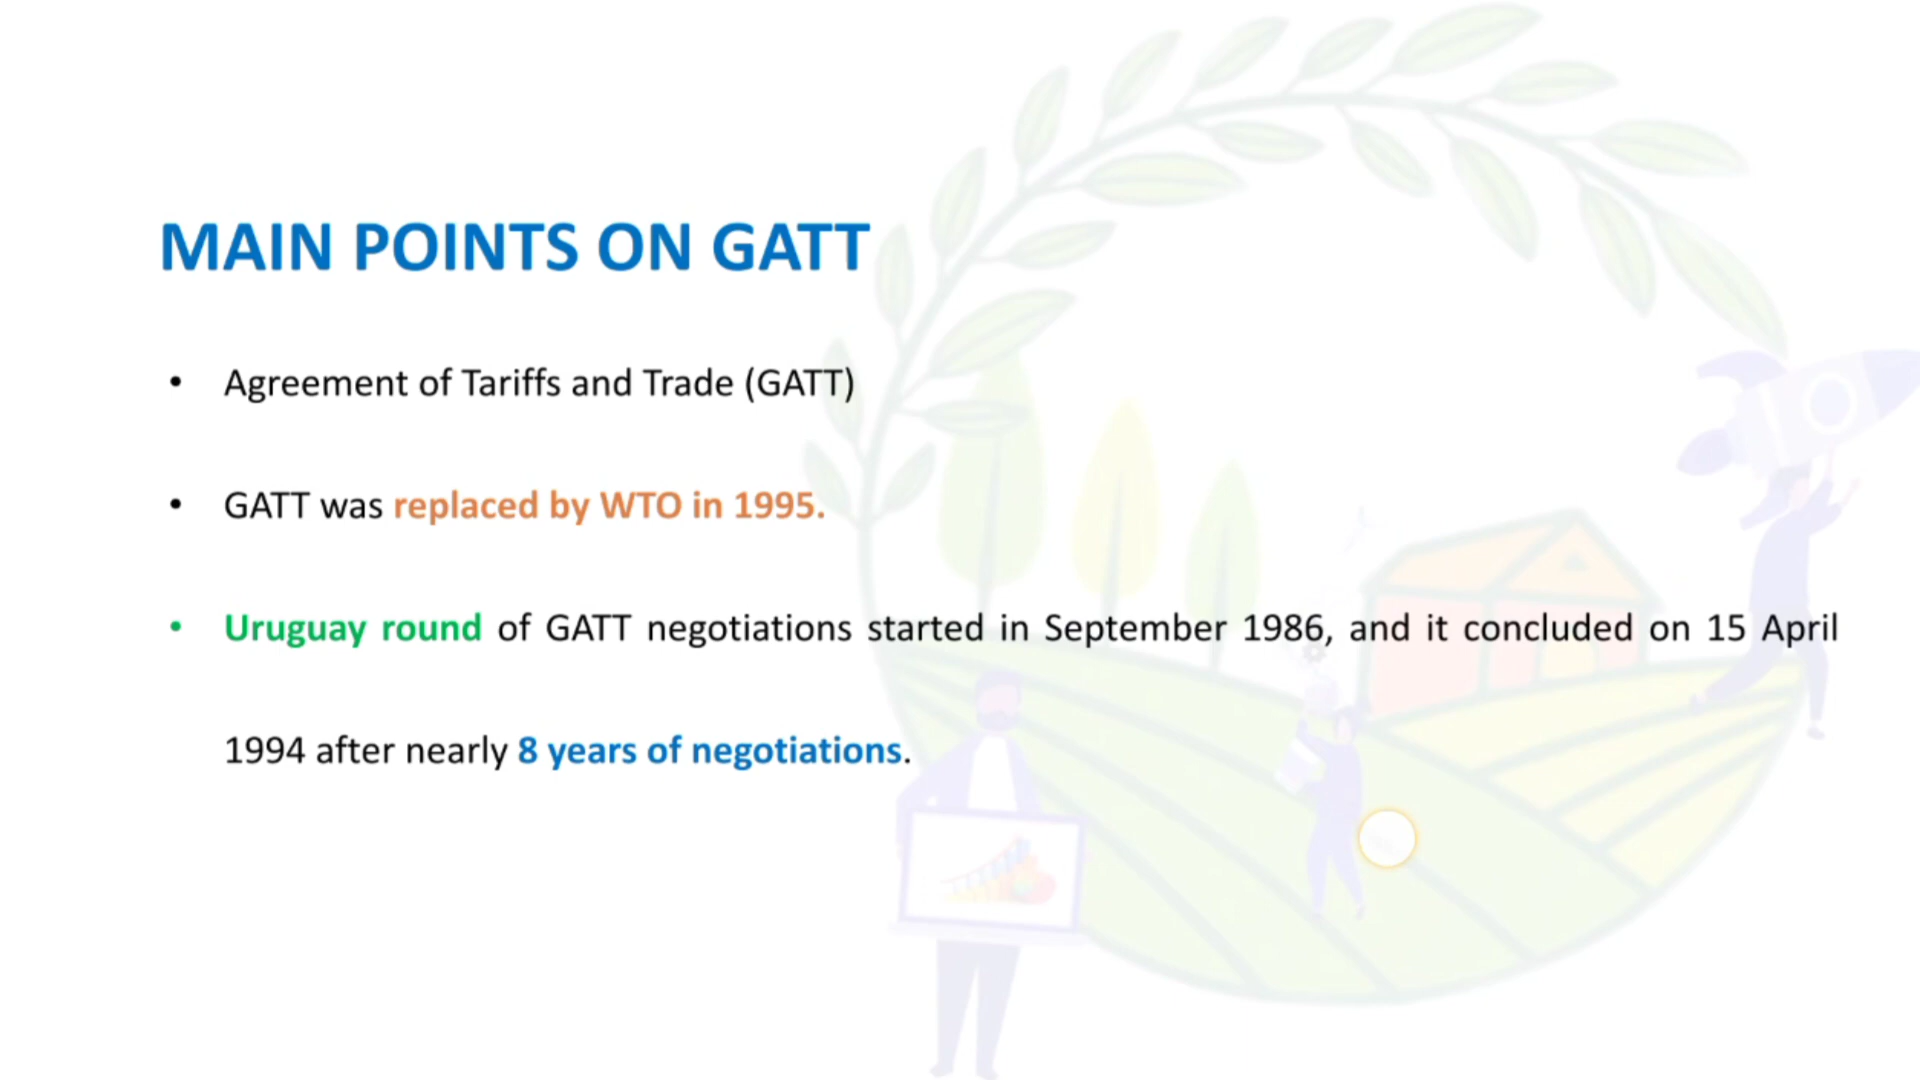 MAIN POINTS ON GATT
• Agreement of Tariffs and Trade (GATT)
• GATT was replaced by WTO in 1995.
• Uruguay round of GATT negotiations started in September 1986, and it concluded on 15 April
1994 after nearly 8 years of negotiations.